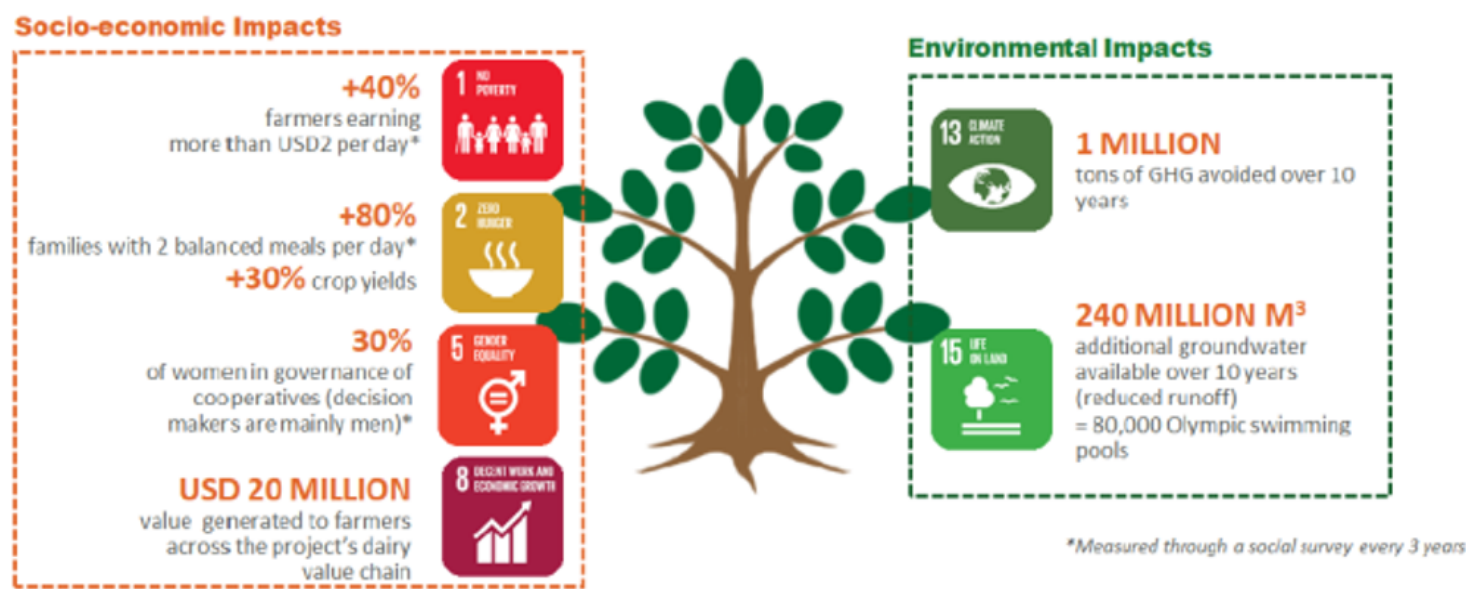 Socio-economic Impacts
+40%
farmers earning
more than USD2 per day*
1 NO
POVERTY
+80%
families with 2 balanced meals per day*
+30% crop yields
2 ZERO
HUNGER
30%
of women in governance of
cooperatives (decision
makers are mainly men)*
5 GENDER
EQUALITY
USD 20 MILLION
value generated to farmers
across the project's dairy
value chain
8 DECENT WORK AND
ECONOMIC GROWTH
Environmental Impacts
13 CLIMATE
ACTION
1 MILLION
tons of GHG avoided over 10
years
15 LIFE
ON LAND
240 MILLION M³
additional groundwater
available over 10 years
(reduced runoff)
= 80,000 Olympic swimming
pools
*Measured through a social survey every 3 years